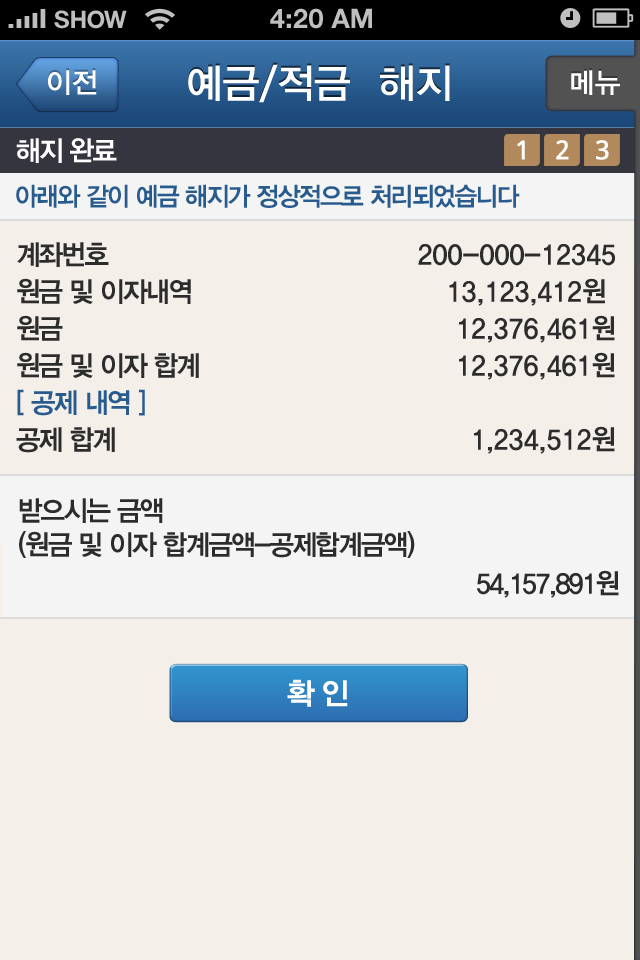 SHOW 4:20 AM
이전 예금/적금 해지 메뉴
해지 완료 1 2 3
아래와 같이 예금 해지가 정상적으로 처리되었습니다
계좌번호 200-000-12345
원금 및 이자내역 13,123,412원
원금 12,376,461원
원금 및 이자 합계 12,376,461원
[ 공제 내역 ]
공제 합계 1,234,512원
받으시는 금액
(원금 및 이자 합계금액-공제합계금액)
54,157,891원
확 인